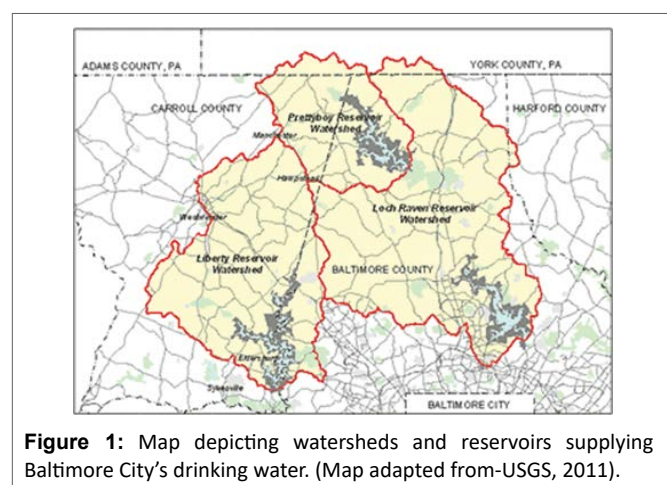 ADAMS COUNTY, PA
YORK COUNTY, PA
CARROLL COUNTY
HARFORD COUNTY
Prettyboy Reservoir
Watershed
Manchester
Hampstead
Loch Raven Reservoir
Watershed
Westminster
Liberty Reservoir
Watershed
BALTIMORE COUNTY
Eldersburg
Sykesville
BALTIMORE CITY
Figure 1: Map depicting watersheds and reservoirs supplying
Baltimore City’s drinking water. (Map adapted from-USGS, 2011).